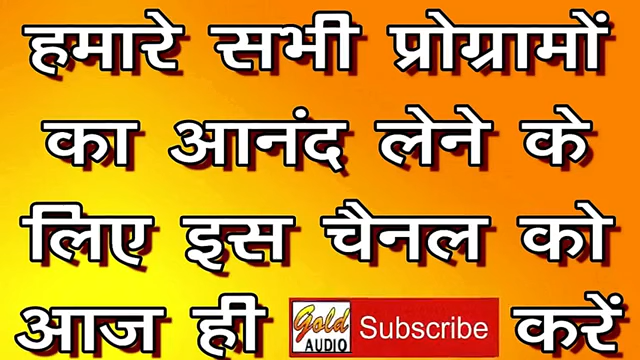 हमारे सभी प्रोग्रामों
का आनंद लेने के
लिए इस चैनल को
आज ही Gold AUDIO Subscribe करें